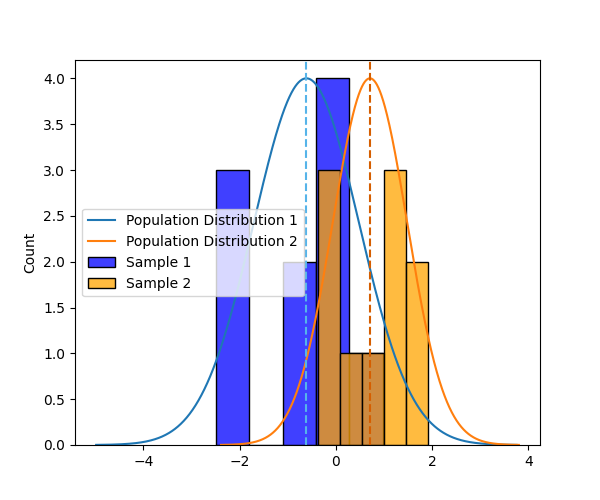 4.0
3.5
3.0
2.5
2.0
1.5
1.0
0.5
0.0
Count
Population Distribution 1
Population Distribution 2
Sample 1
Sample 2
−4 −2 0 2 4